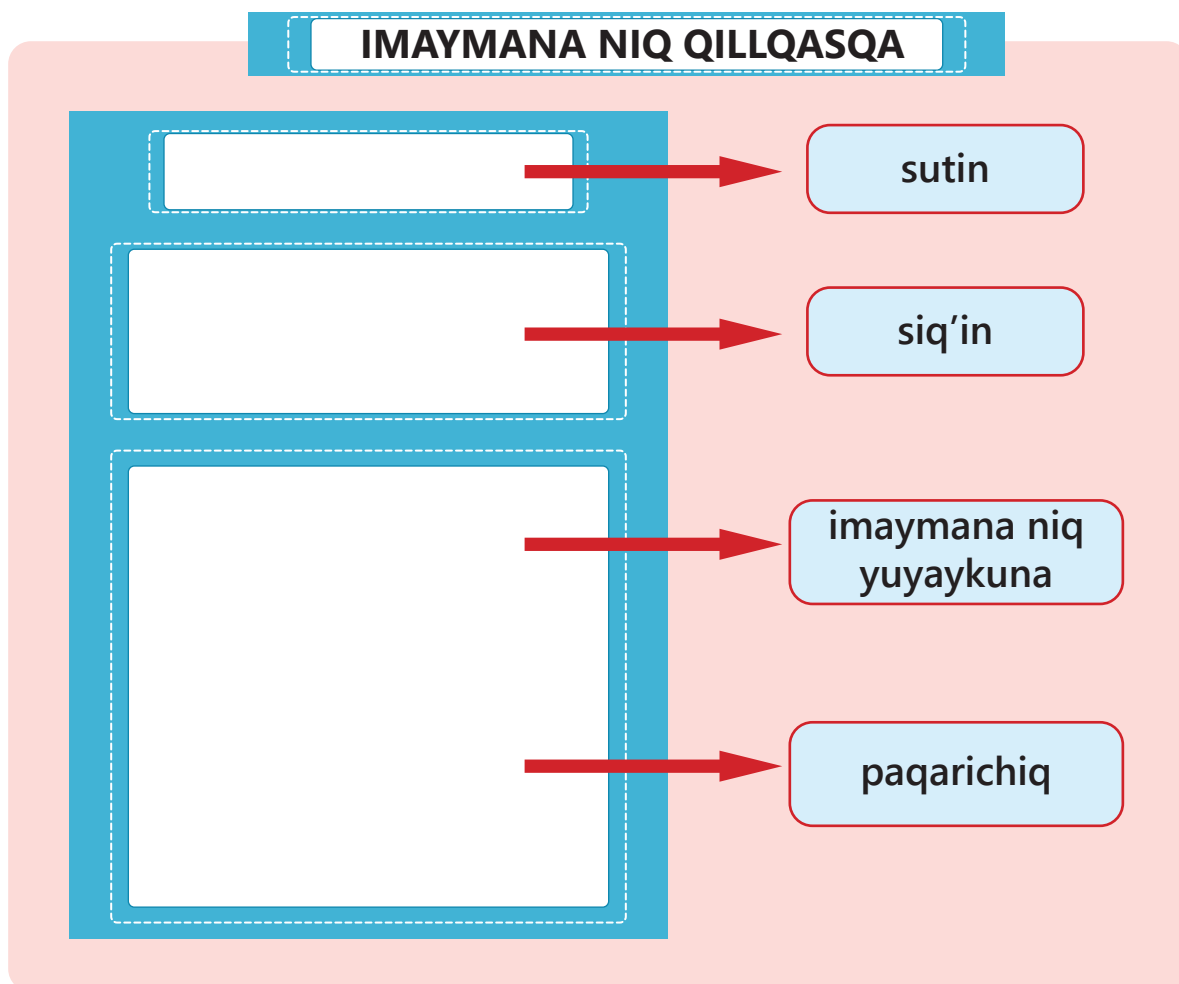 IMAYMANA NIQ QILLQASQA
sutin
siq’in
imaymana niq
yuyaykuna
paqarichiq